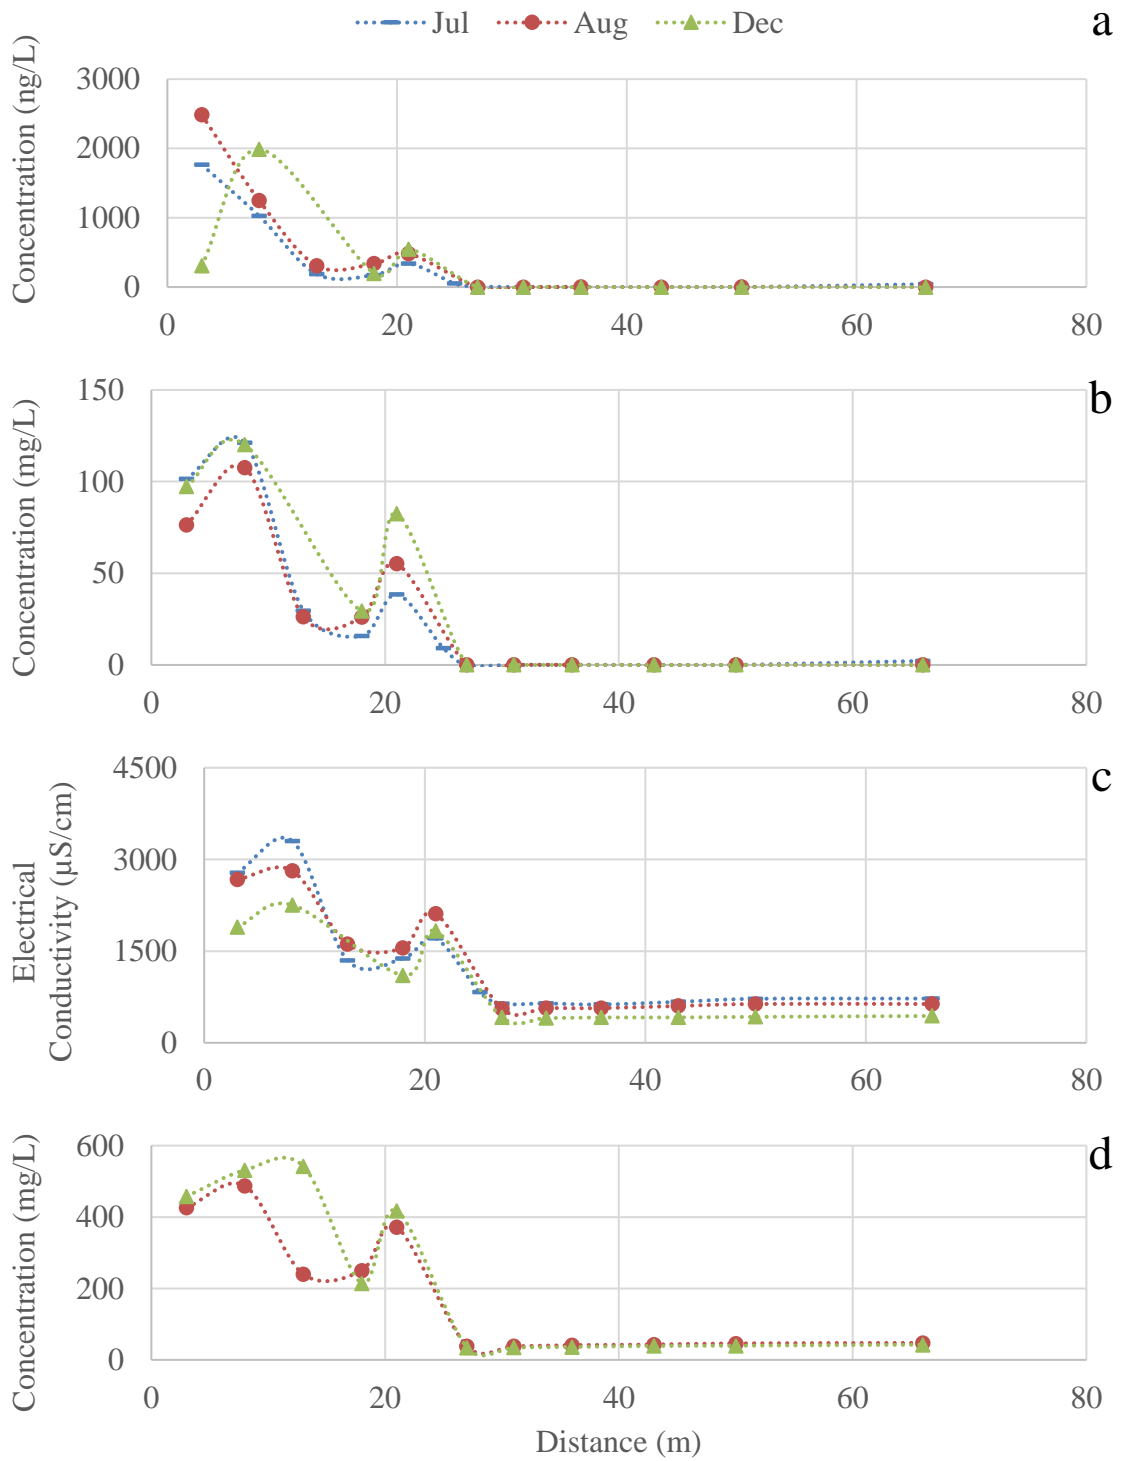 Jul Aug Dec
a
Concentration (ng/L)
3000
2000
1000
0
0 20 40 60 80
b
Concentration (mg/L)
150
100
50
0
0 20 40 60 80
c
Electrical
Conductivity (µS/cm)
4500
3000
1500
0
0 20 40 60 80
d
Concentration (mg/L)
600
400
200
0
0 20 40 60 80
Distance (m)